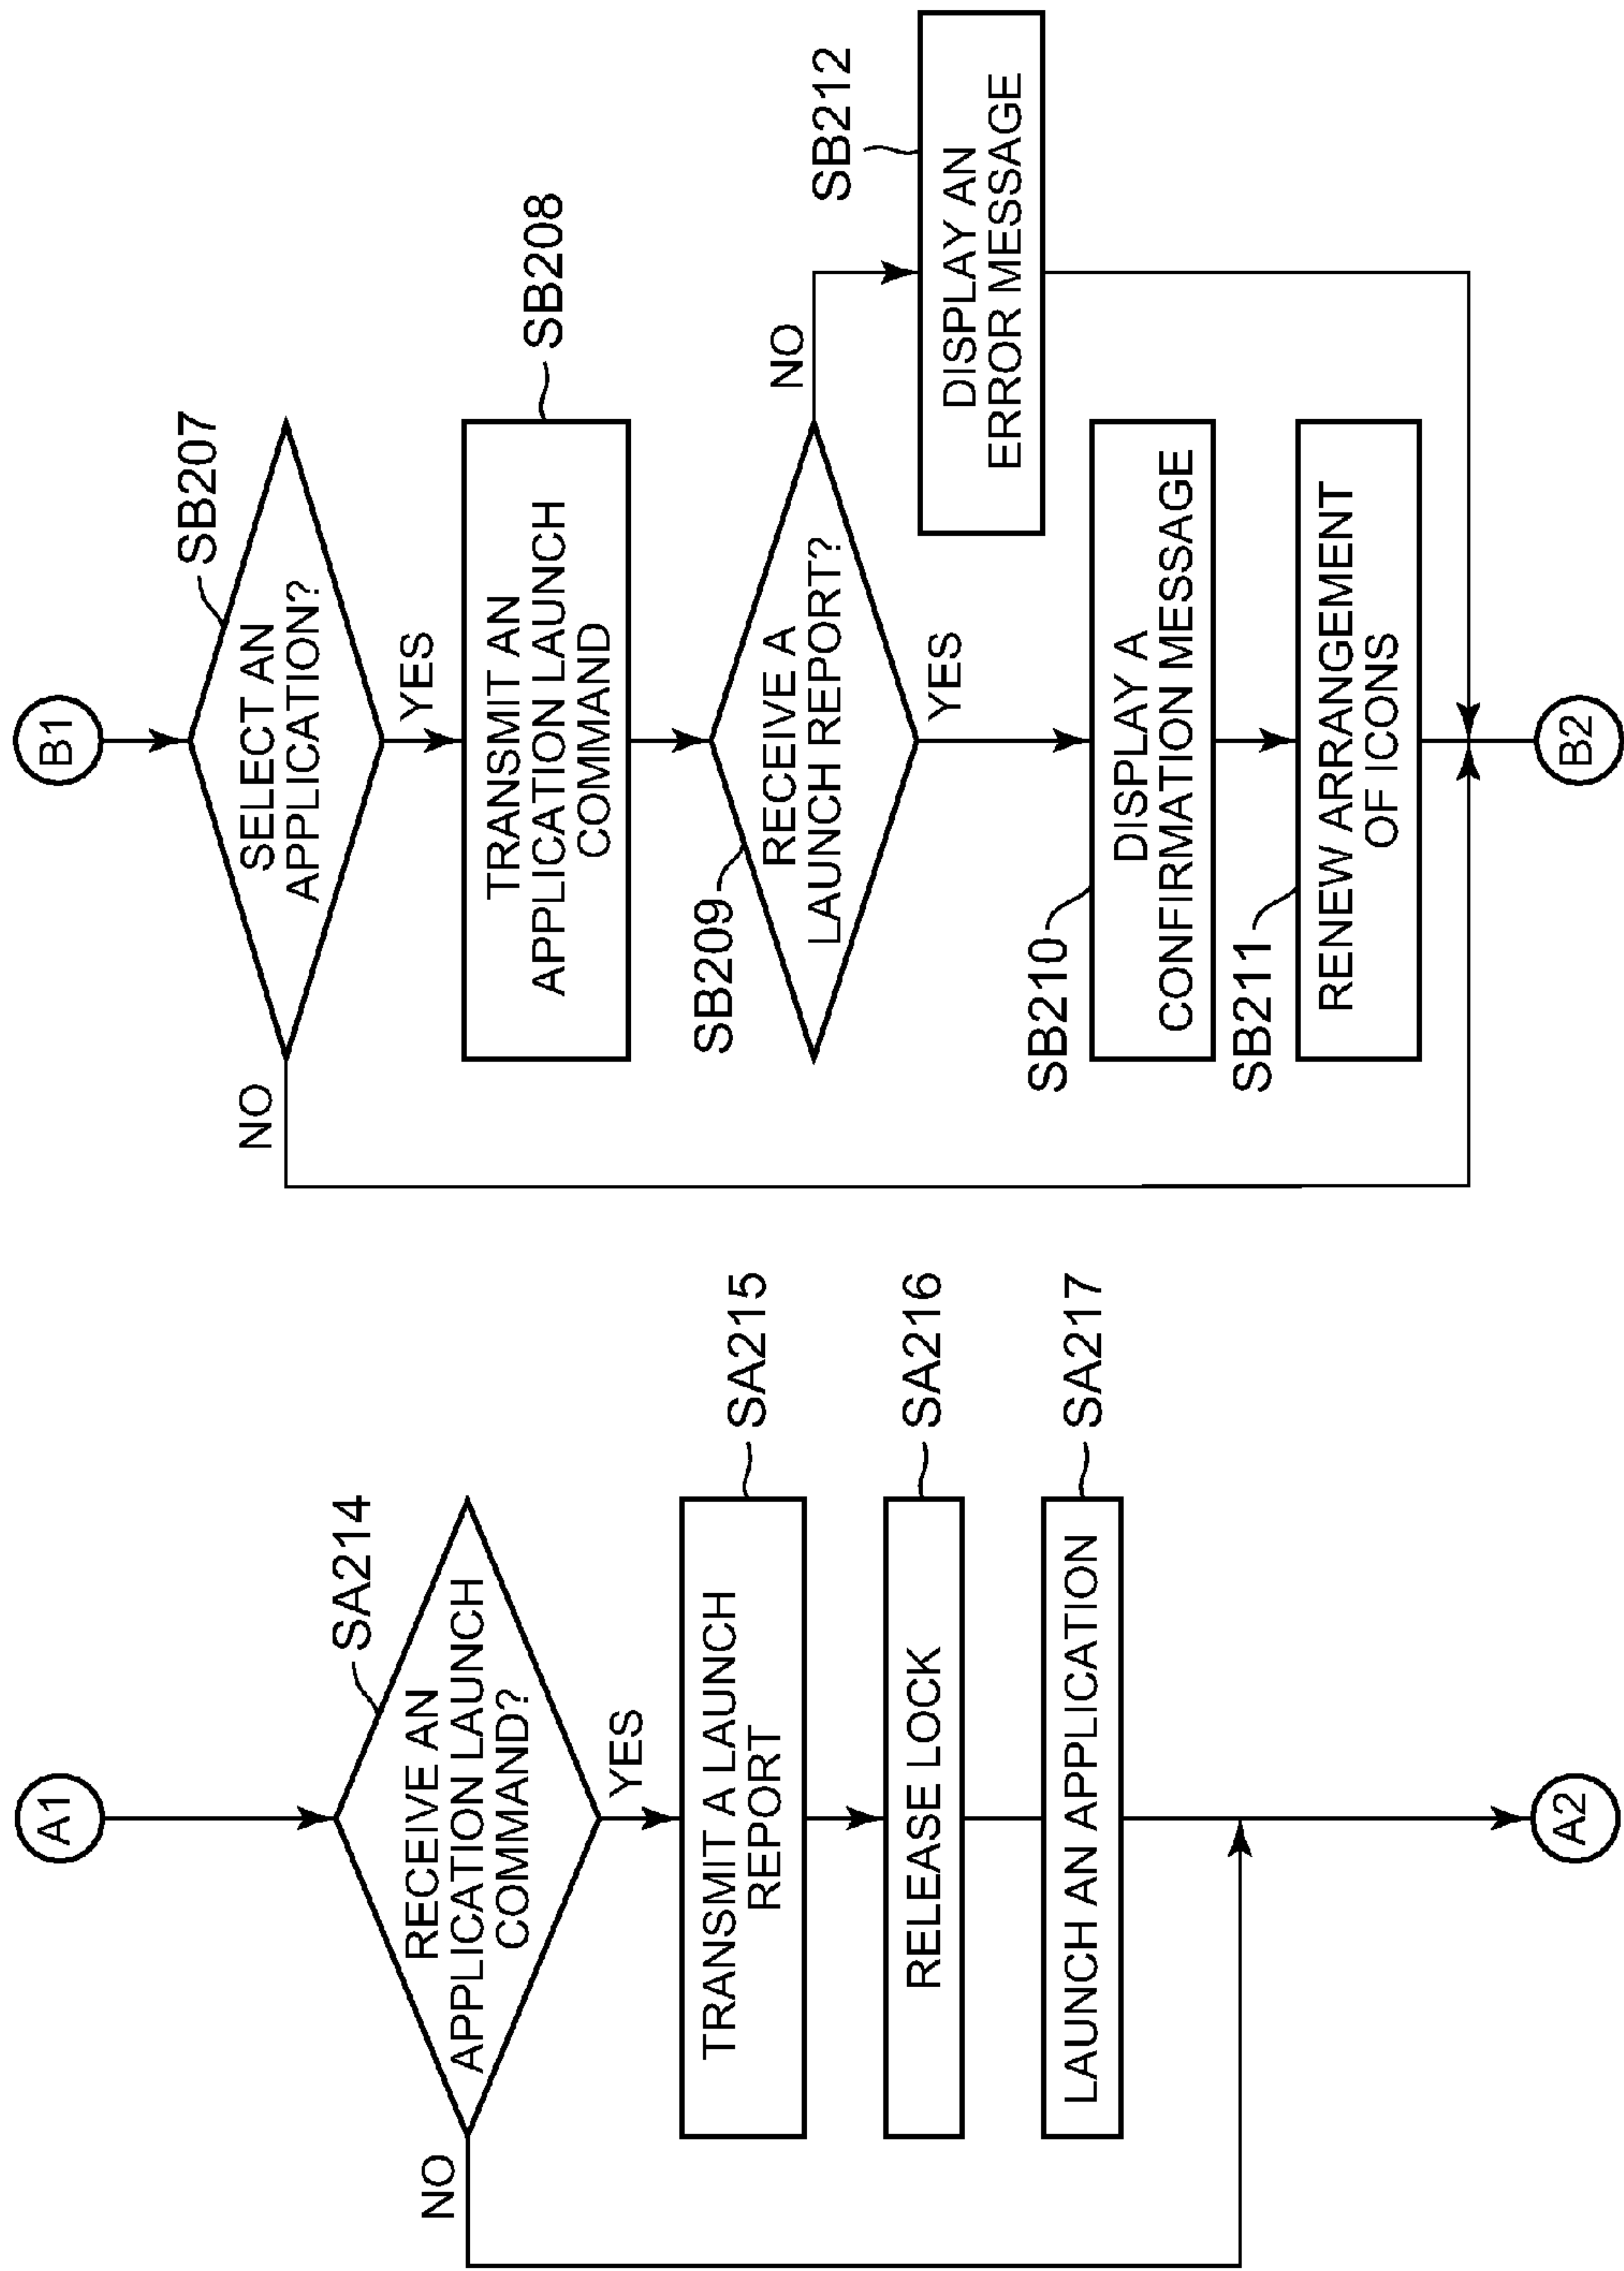 A1
SA214
RECEIVE AN
APPLICATION LAUNCH
COMMAND?
NO
YES
SA215
TRANSMIT A LAUNCH
REPORT
SA216
RELEASE LOCK
SA217
LAUNCH AN APPLICATION
A2
B1
SB207
SELECT AN
APPLICATION?
NO
YES
SB208
TRANSMIT AN
APPLICATION LAUNCH
COMMAND
SB209
RECEIVE A
LAUNCH REPORT?
NO
YES
SB212
DISPLAY AN
ERROR MESSAGE
SB210
DISPLAY A
CONFIRMATION MESSAGE
SB211
RENEW ARRANGEMENT
OF ICONS
B2